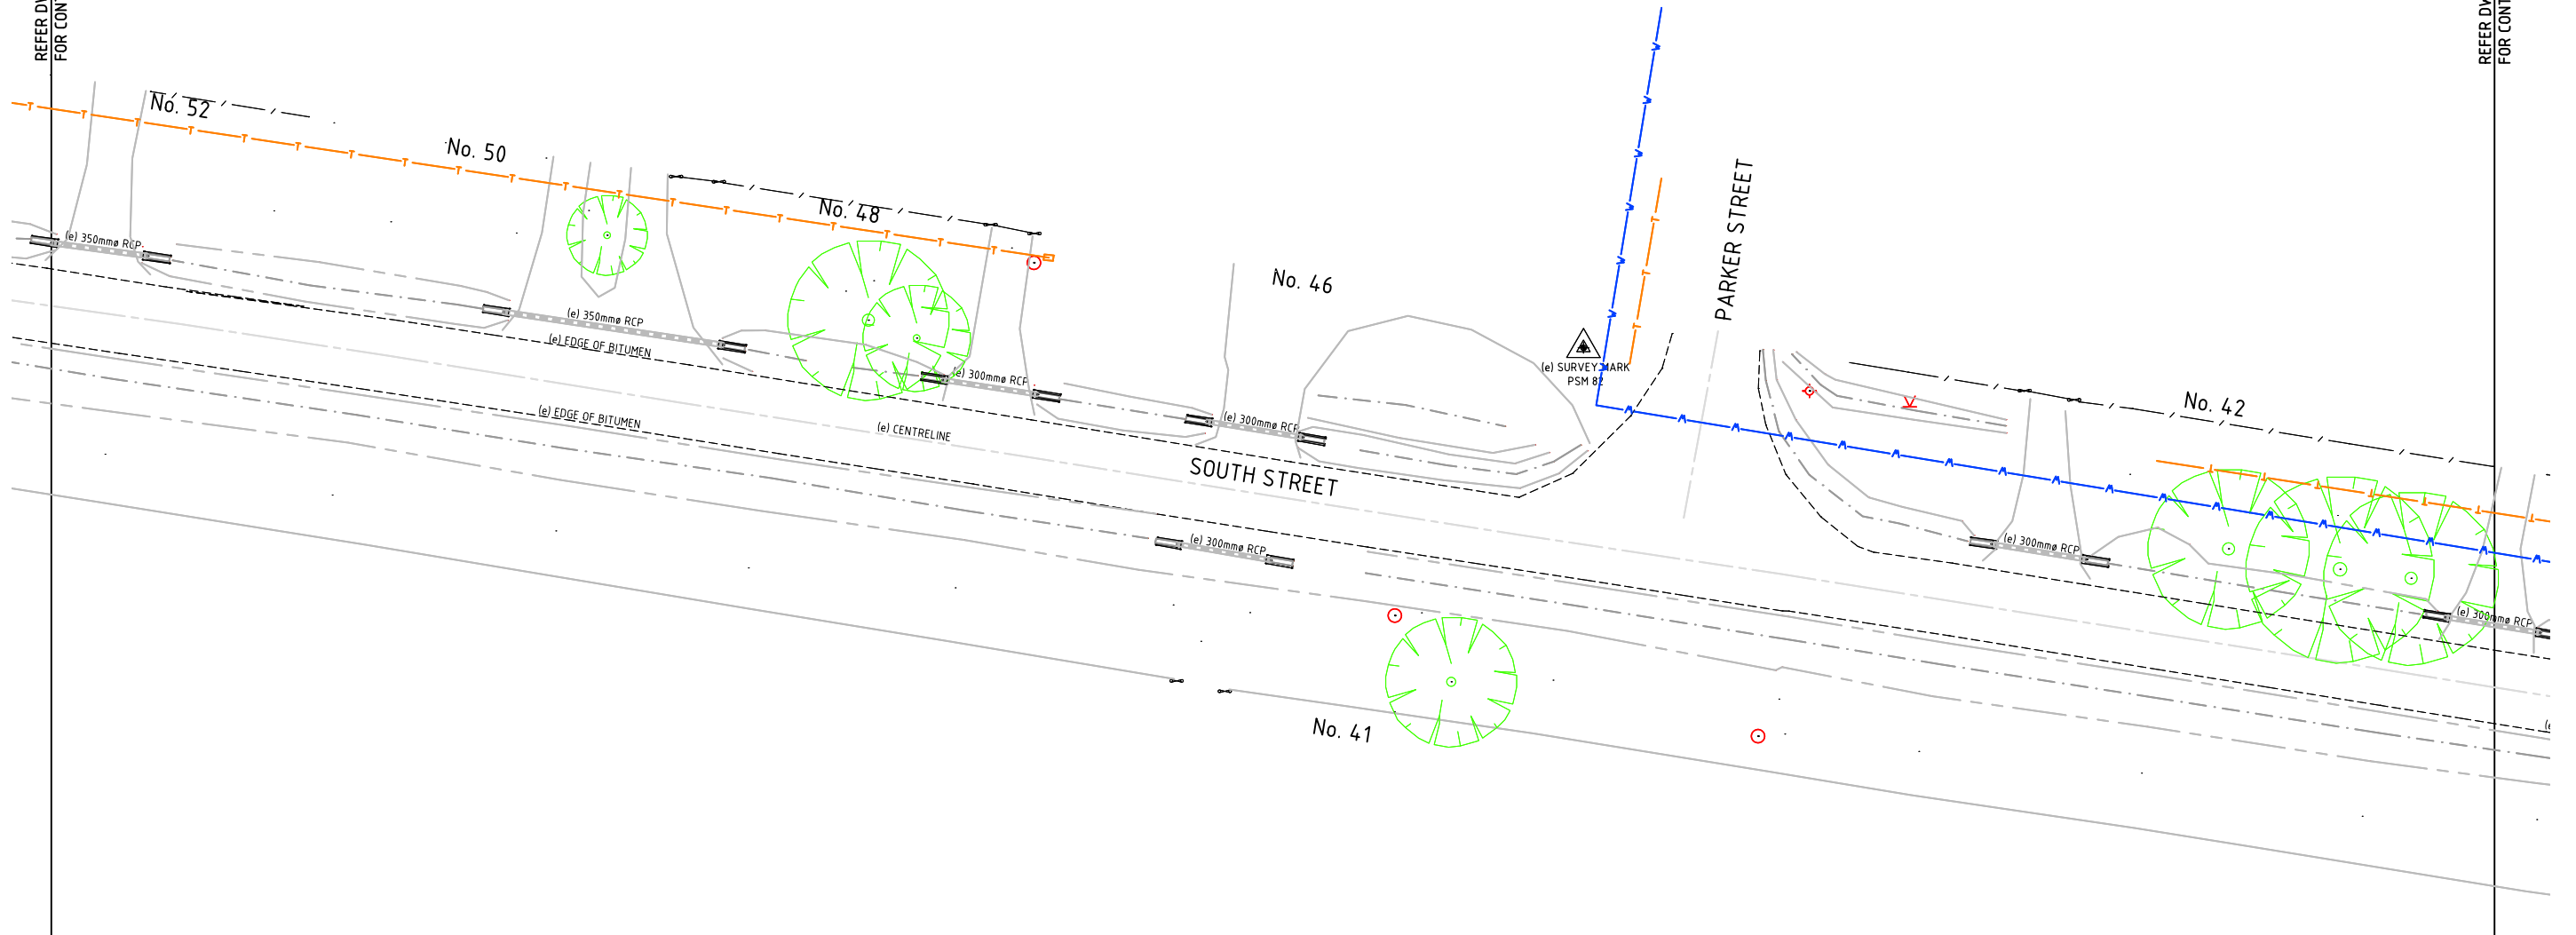 REFER DW
FOR CONT
REFER DW
FOR CONT
No. 52
No. 50
No. 48
No. 46
PARKER STREET
No. 42
(e) 350mmø RCP
(e) 350mmø RCP
(e) EDGE OF BITUMEN
(e) 300mmø RCP
(e) SURVEY MARK
PSM 82
(e) EDGE OF BITUMEN
(e) CENTRELINE
(e) 300mmø RCP
SOUTH STREET
(e) 300mmø RCP
(e) 300mmø RCP
(e) 300mmø RCP
No. 41